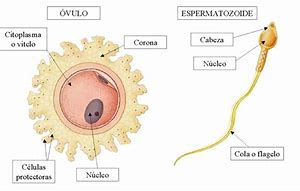 ÓVULO
ESPERMATOZOIDE
Citoplasma
o vitelo
Corona
Cabeza
Núcleo
Células
protectoras
Núcleo
Cola o flagelo